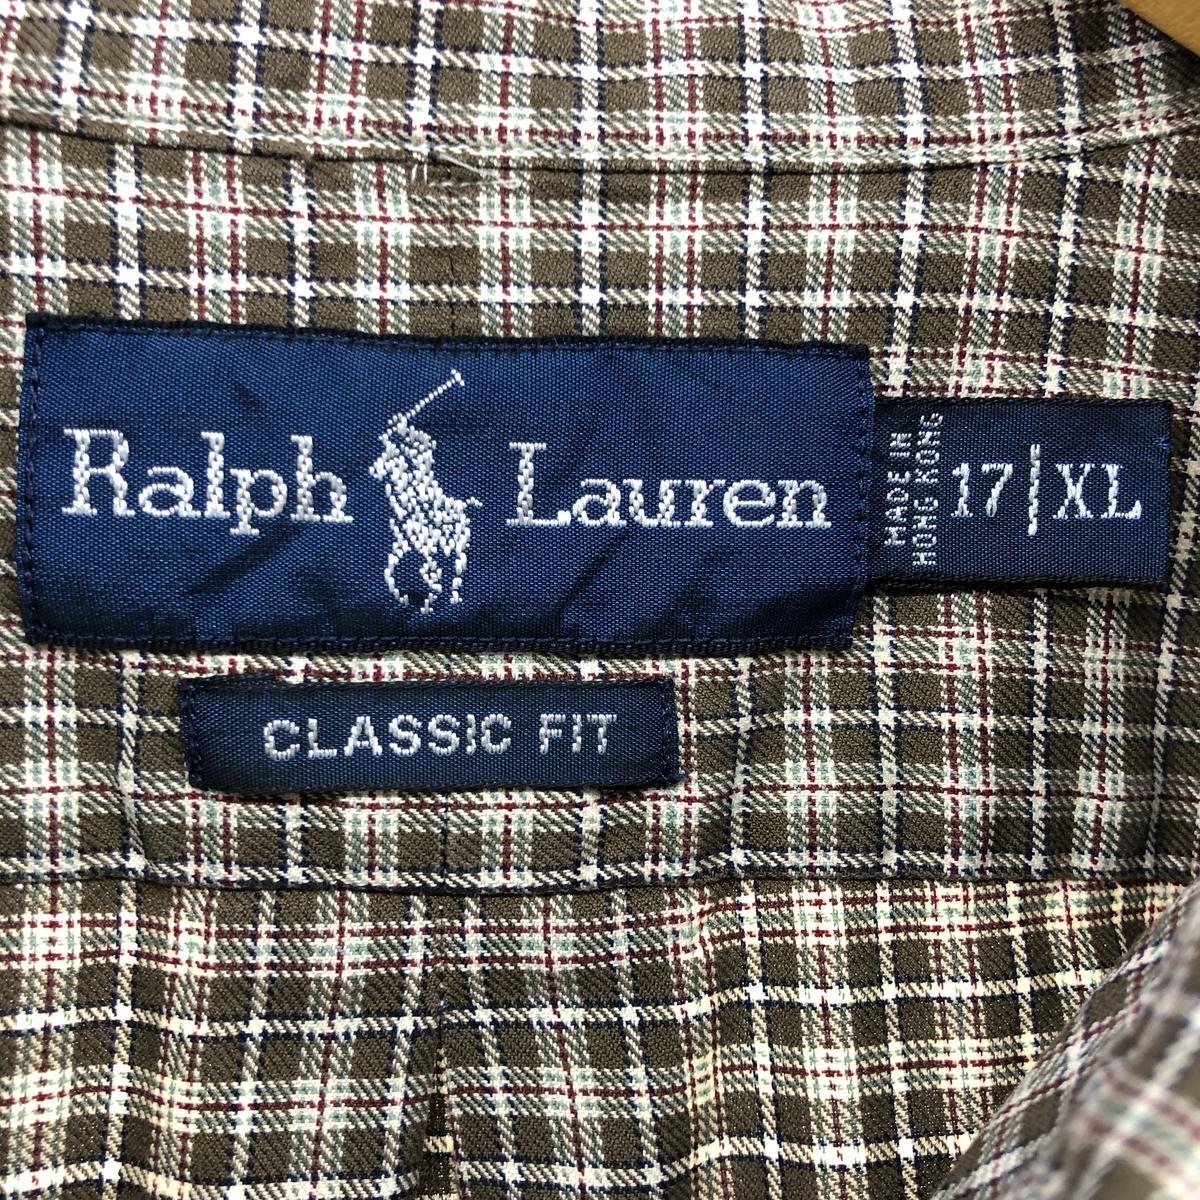 Ralph Lauren
MADE IN
HONG KONG
17|XL
CLASSIC FIT